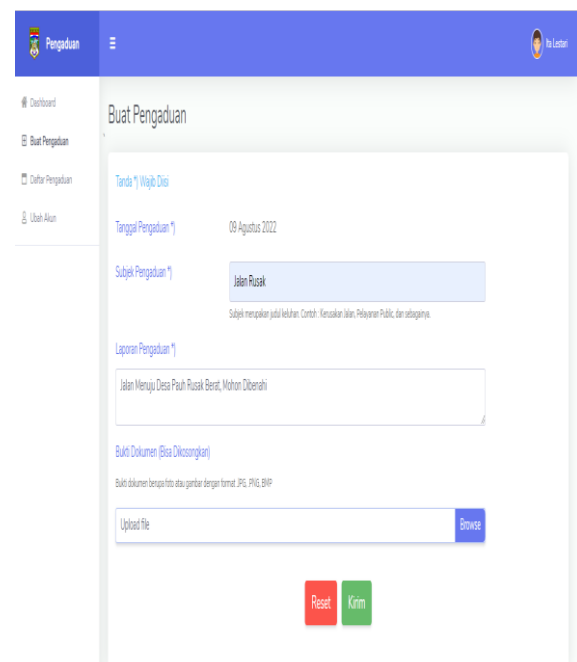 Pengaduan
Ita Lestari
Dashboard
Buat Pengaduan
Daftar Pengaduan
Ubah Akun
Buat Pengaduan
Tanda *) Wajib Diisi
Tanggal Pengaduan *) 09 Agustus 2022
Subjek Pengaduan *) Jalan Rusak
Subjek merupakan judul keluhan. Contoh : Kerusakan Jalan, Pelayanan Public, dan sebagainya.
Laporan Pengaduan *)
Jalan Menuju Desa Pauh Rusak Berat, Mohon Dibenahi
Bukti Dokumen (Bisa Dikosongkan)
Bukti dokumen berupa foto atau gambar dengan format .JPG, .PNG, .BMP
Upload file Browse
Reset Kirim